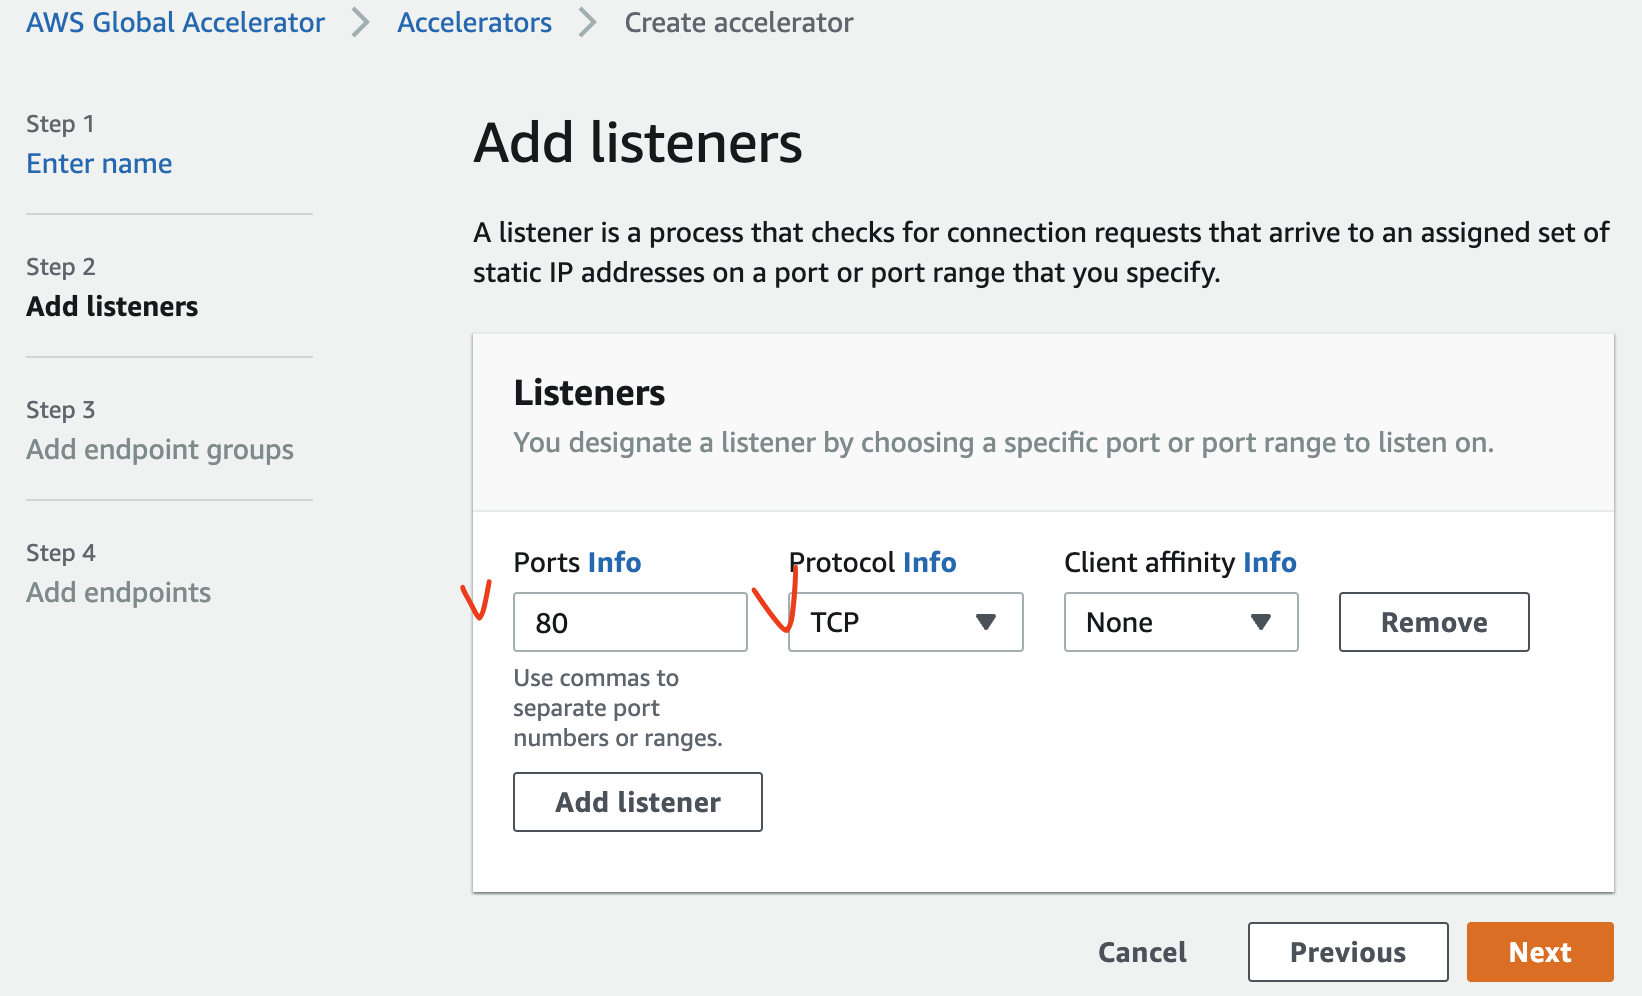 AWS Global Accelerator > Accelerators > Create accelerator
Step 1
Enter name
Step 2
Add listeners
Step 3
Add endpoint groups
Step 4
Add endpoints
Add listeners
A listener is a process that checks for connection requests that arrive to an assigned set of
static IP addresses on a port or port range that you specify.
Listeners
You designate a listener by choosing a specific port or port range to listen on.
Ports Info
Protocol Info
Client affinity Info
80
TCP
None
Remove
Use commas to
separate port
numbers or ranges.
Add listener
Cancel
Previous
Next